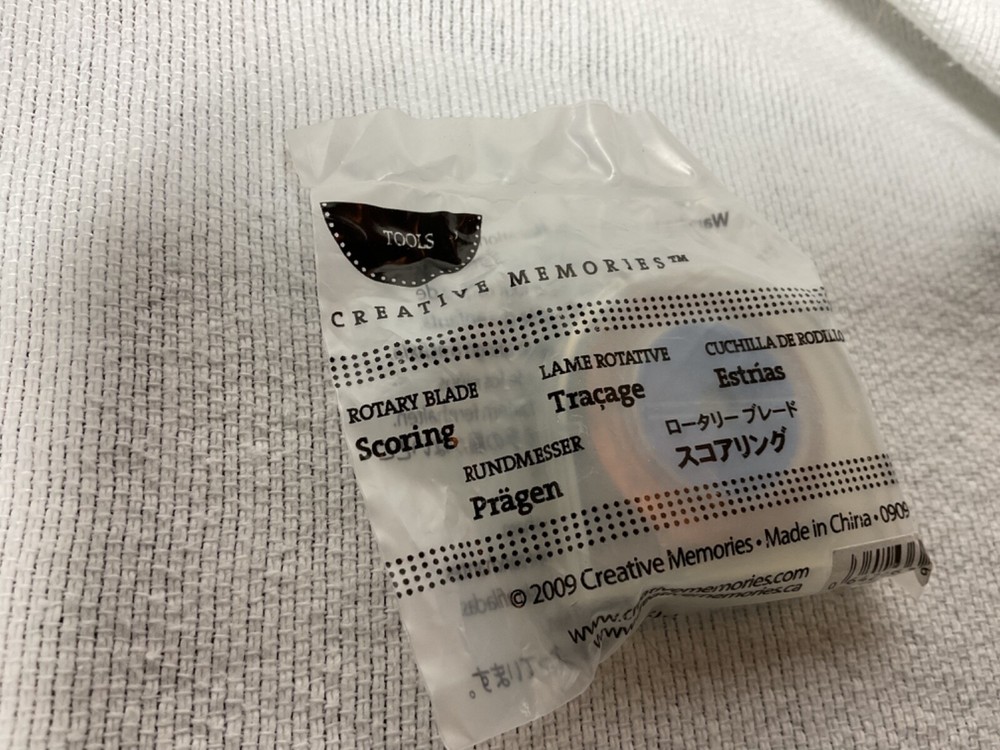 TOOLS
CREATIVE MEMORIES™
ROTARY BLADE
Scoring
LAME ROTATIVE
Traçage
CUCHILLA DE RODILLO
Estrías
RUNDMESSER
Prägen
ロータリー ブレード
スコアリング
© 2009 Creative Memories • Made in China • 0909